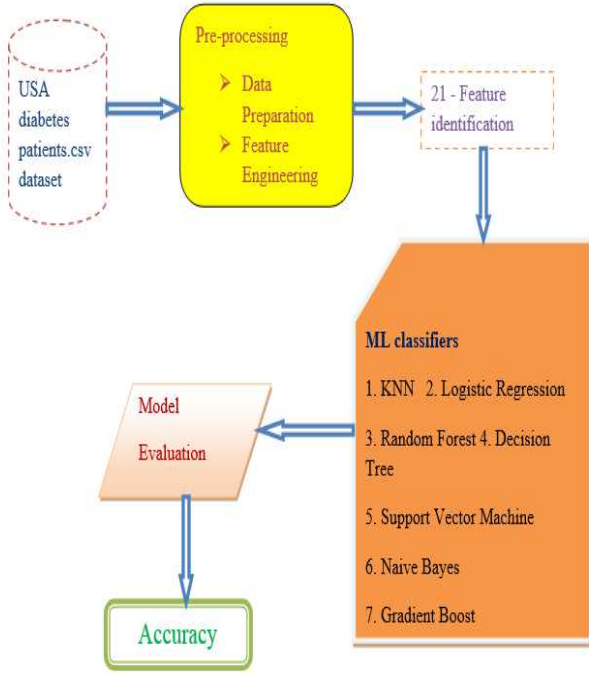 USA
diabetes
patients.csv
dataset
Pre-processing
➢ Data
Preparation
➢ Feature
Engineering
21 - Feature
identification
ML classifiers
1. KNN 2. Logistic Regression
3. Random Forest 4. Decision
Tree
5. Support Vector Machine
6. Naive Bayes
7. Gradient Boost
Model
Evaluation
Accuracy